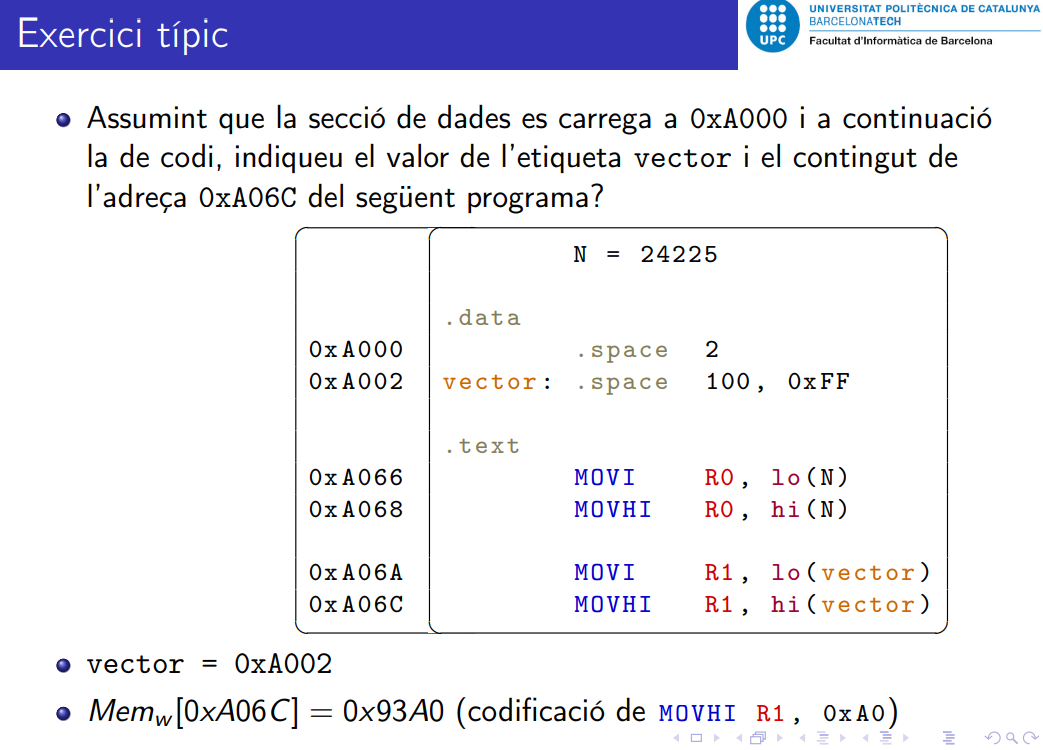 Exercici típic
UNIVERSITAT POLITÈCNICA DE CATALUNYA
BARCELONATECH
UPC
Facultat d'Informàtica de Barcelona
Assumint que la secció de dades es carrega a 0xA000 i a continuació
la de codi, indiqueu el valor de l'etiqueta vector i el contingut de
l'adreça 0xA06C del següent programa?
N = 24225
.data
0xA000 .space 2
0xA002 vector: .space 100, 0xFF
.text
0xA066 MOVI R0, lo(N)
0xA068 MOVHI R0, hi(N)
0xA06A MOVI R1, lo(vector)
0xA06C MOVHI R1, hi(vector)
vector = 0xA002
Mem_w[0xA06C] = 0x93A0 (codificació de MOVHI R1, 0xA0)